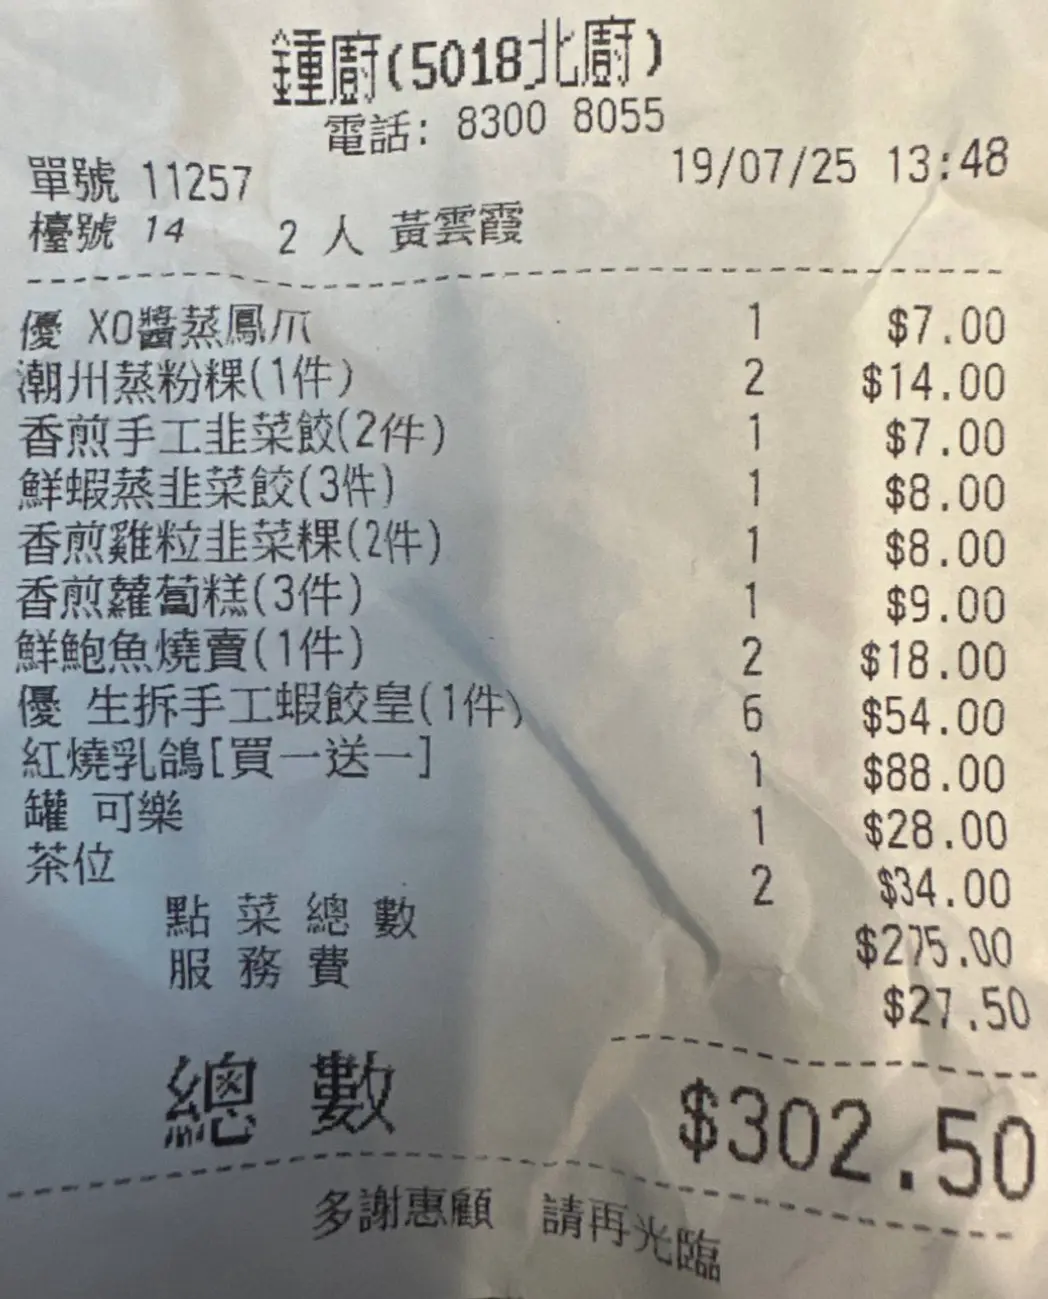 鍾廚(5018北廚)
電話: 8300 8055
單號 11257 19/07/25 13:48
檯號 14 2 人 黃雲霞
優 XO醬蒸鳳爪 1 $7.00
潮州蒸粉粿(1件) 2 $14.00
香煎手工韭菜餃(2件) 1 $7.00
鮮蝦蒸韭菜餃(3件) 1 $8.00
香煎雞粒韭菜粿(2件) 1 $8.00
香煎蘿蔔糕(3件) 1 $9.00
鮮鮑魚燒賣(1件) 2 $18.00
優 生拆手工蝦餃皇(1件) 6 $54.00
紅燒乳鴿[買一送一] 1 $88.00
罐 可樂 1 $28.00
茶位 2 $34.00
點 菜 總 數 $275.00
服 務 費 $27.50
總 數 $302.50
多謝惠顧 請再光臨